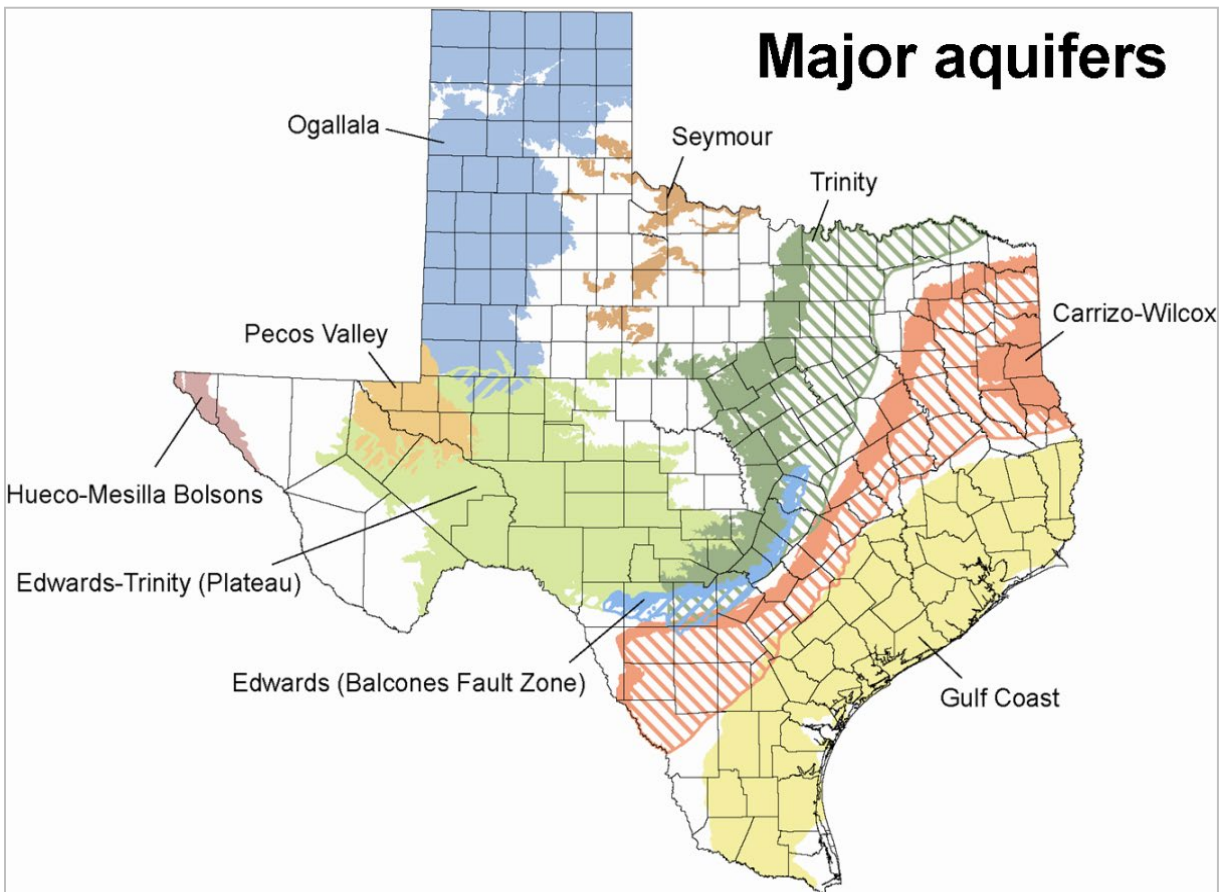 Major aquifers
Ogallala
Seymour
Trinity
Carrizo-Wilcox
Pecos Valley
Hueco-Mesilla Bolsons
Edwards-Trinity (Plateau)
Edwards (Balcones Fault Zone)
Gulf Coast